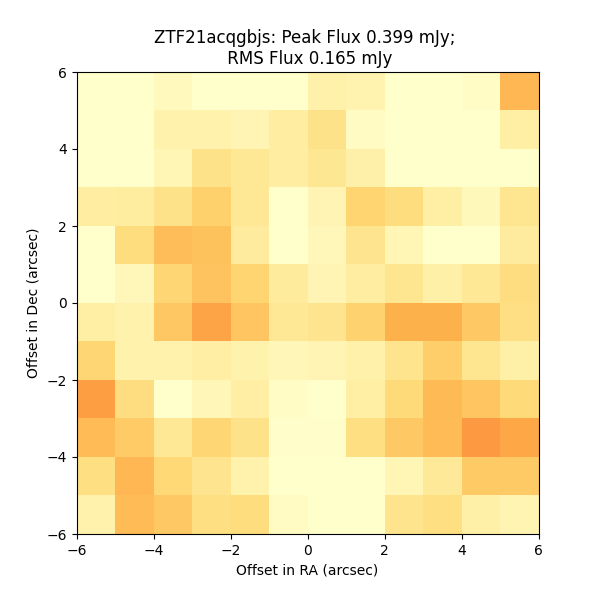 ZTF21acqgbjs: Peak Flux 0.399 mJy;
RMS Flux 0.165 mJy
6
4
2
0
−2
−4
−6
Offset in Dec (arcsec)
−6 −4 −2 0 2 4 6
Offset in RA (arcsec)